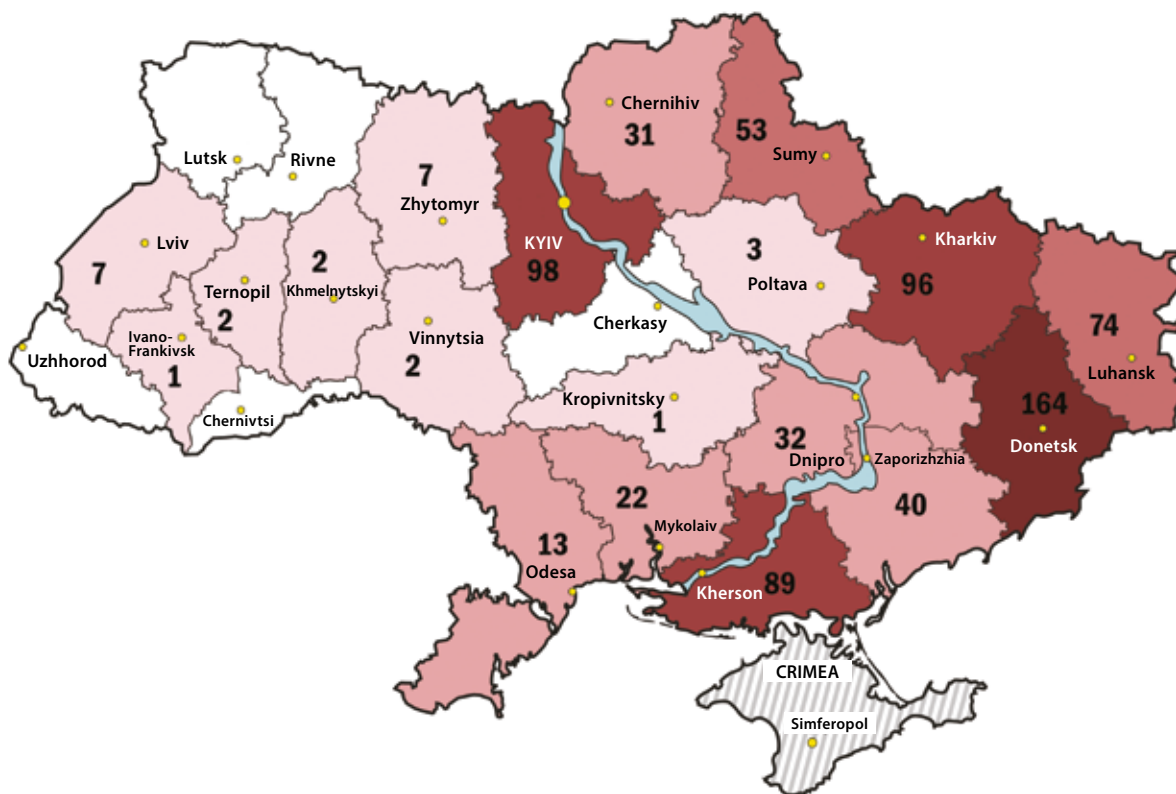 Chernihiv
31
53
Sumy
Lutsk
Rivne
7
Zhytomyr
Lviv
7
KYIV
98
3
Poltava
Kharkiv
96
2
Khmelnytskyi
Ternopil
2
Ivano-
Frankivsk
1
Uzhhorod
Chernivtsi
Vinnytsia
2
Cherkasy
74
Luhansk
Kropivnitsky
1
164
Donetsk
32
Dnipro
Zaporizhzhia
40
22
Mykolaiv
13
Odesa
Kherson
89
CRIMEA
Simferopol